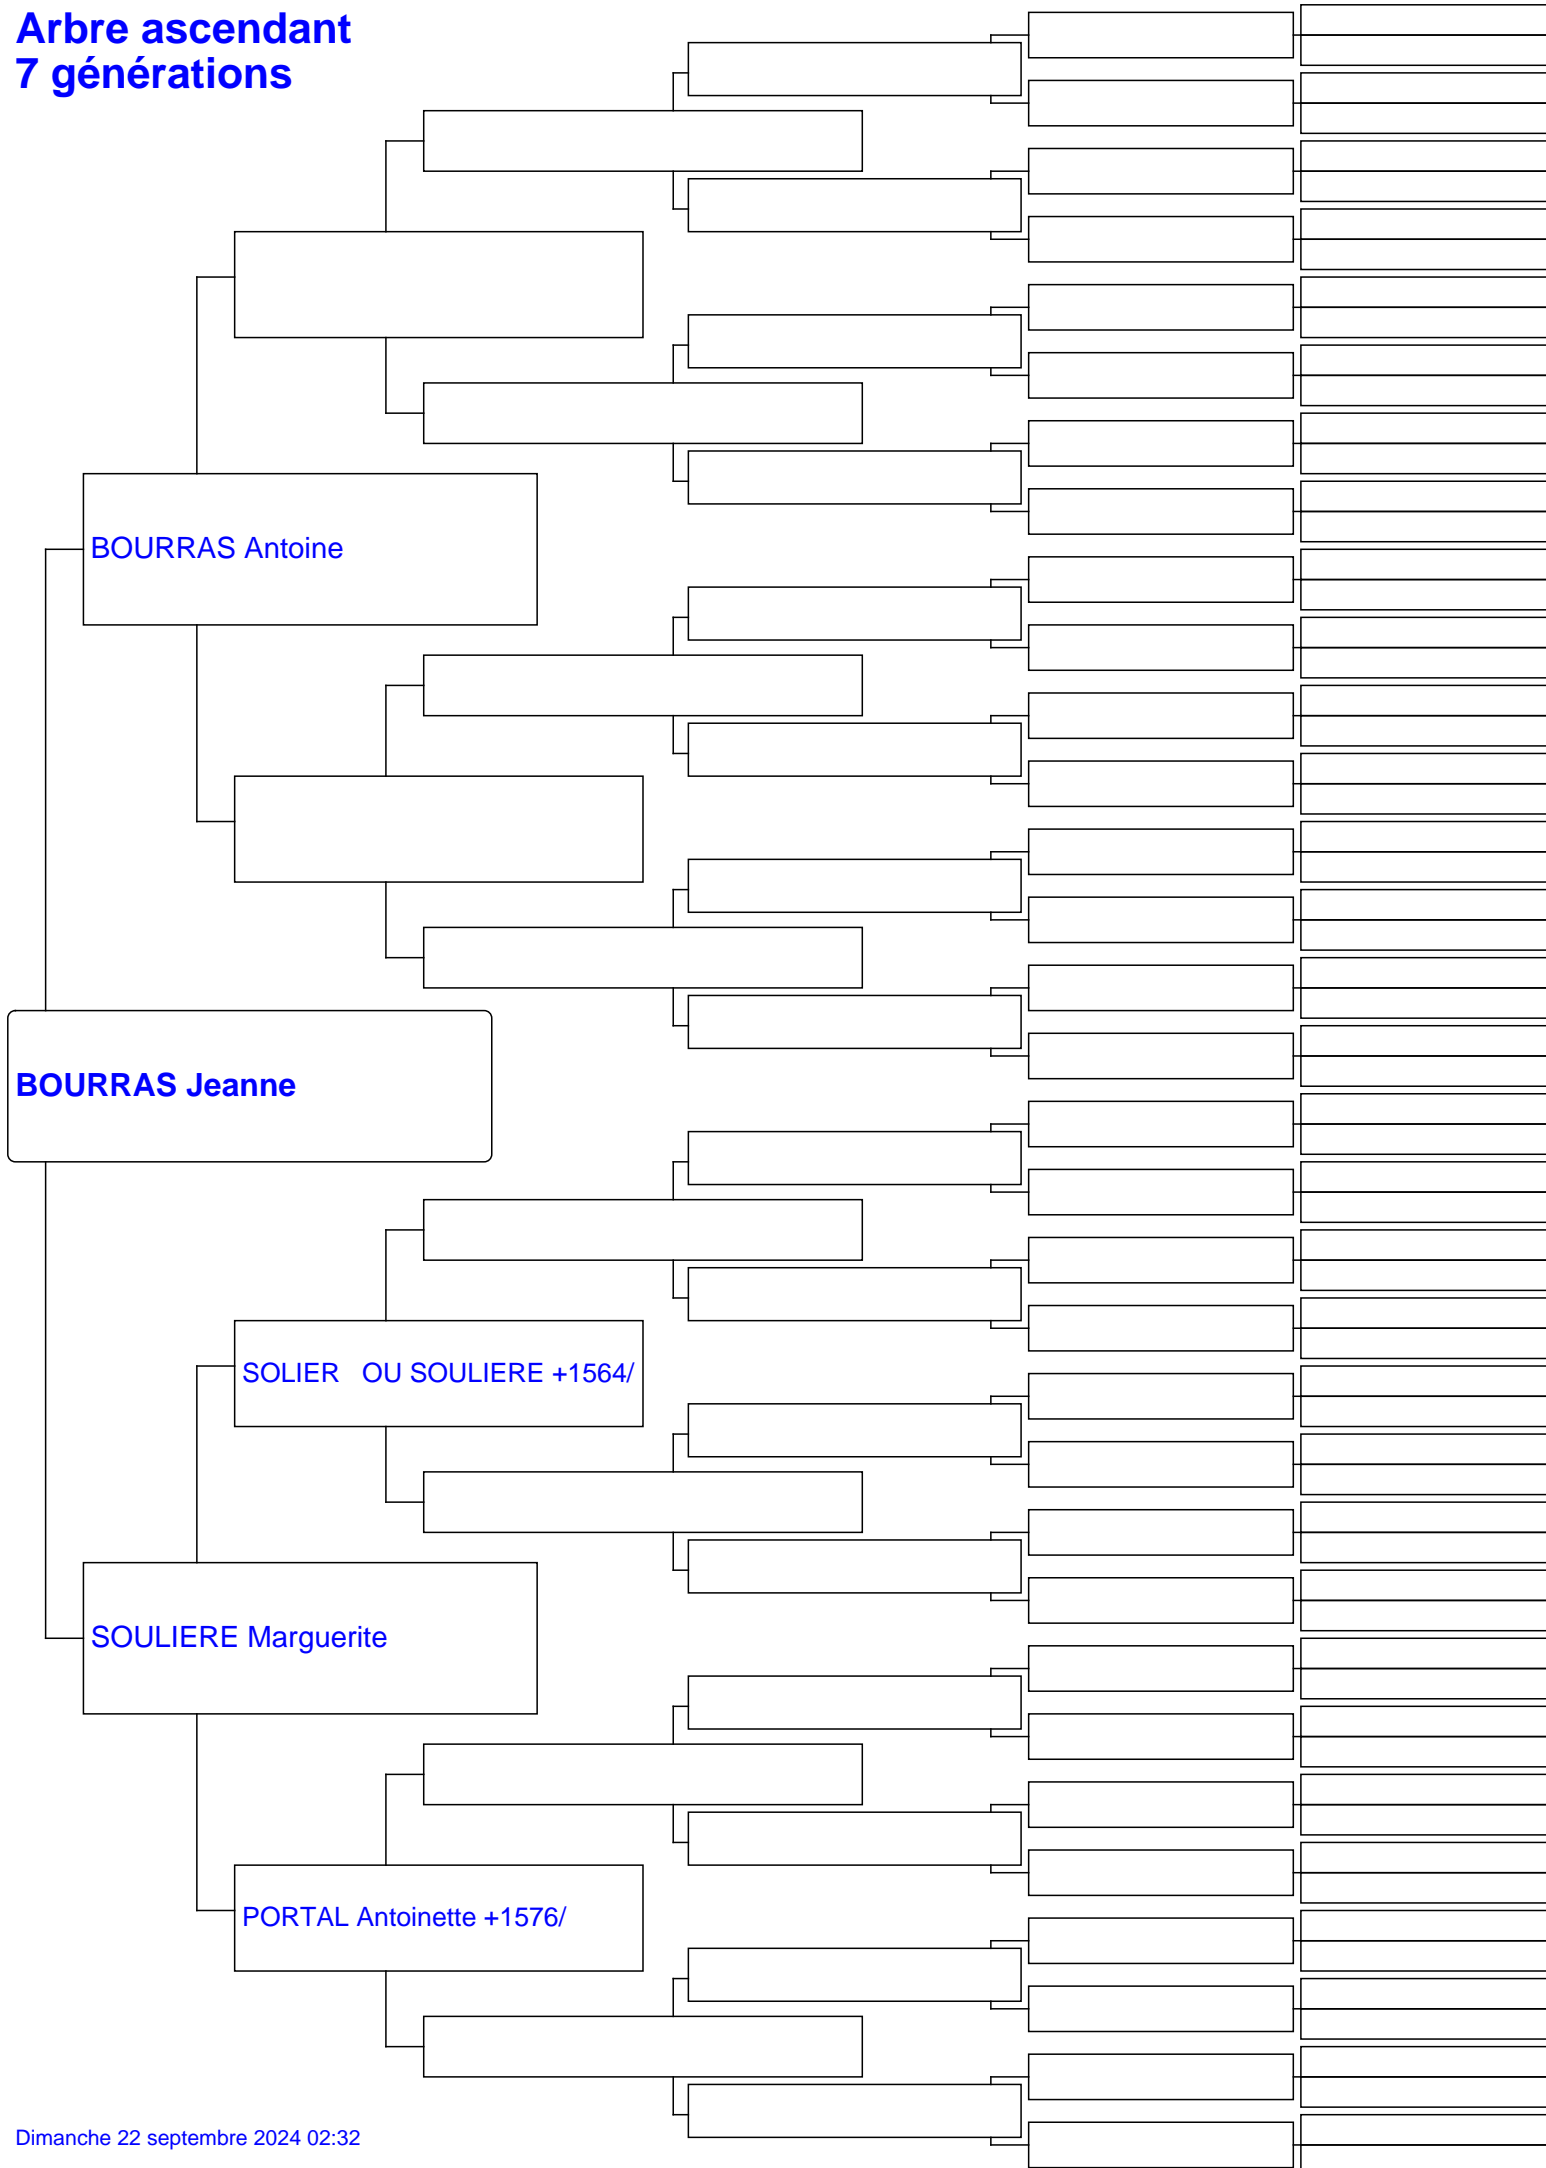 Arbre ascendant
7 générations
BOURRAS Antoine
BOURRAS Jeanne
SOLIER   OU SOULIERE +1564/
SOULIERE Marguerite
PORTAL Antoinette +1576/
Dimanche 22 septembre 2024 02:32